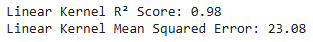 Linear Kernel R² Score: 0.98
Linear Kernel Mean Squared Error: 23.08